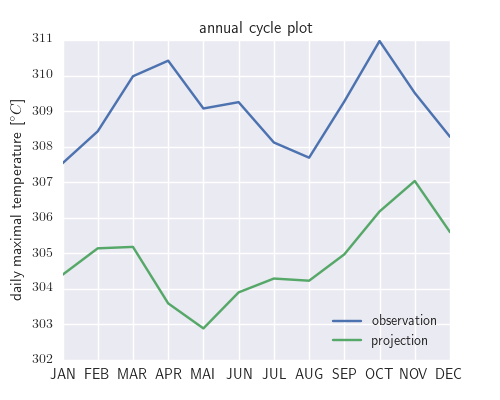 annual cycle plot
311
310
309
308
307
306
305
304
303
302
daily maximal temperature [°C]
JAN FEB MAR APR MAI JUN JUL AUG SEP OCT NOV DEC
observation
projection